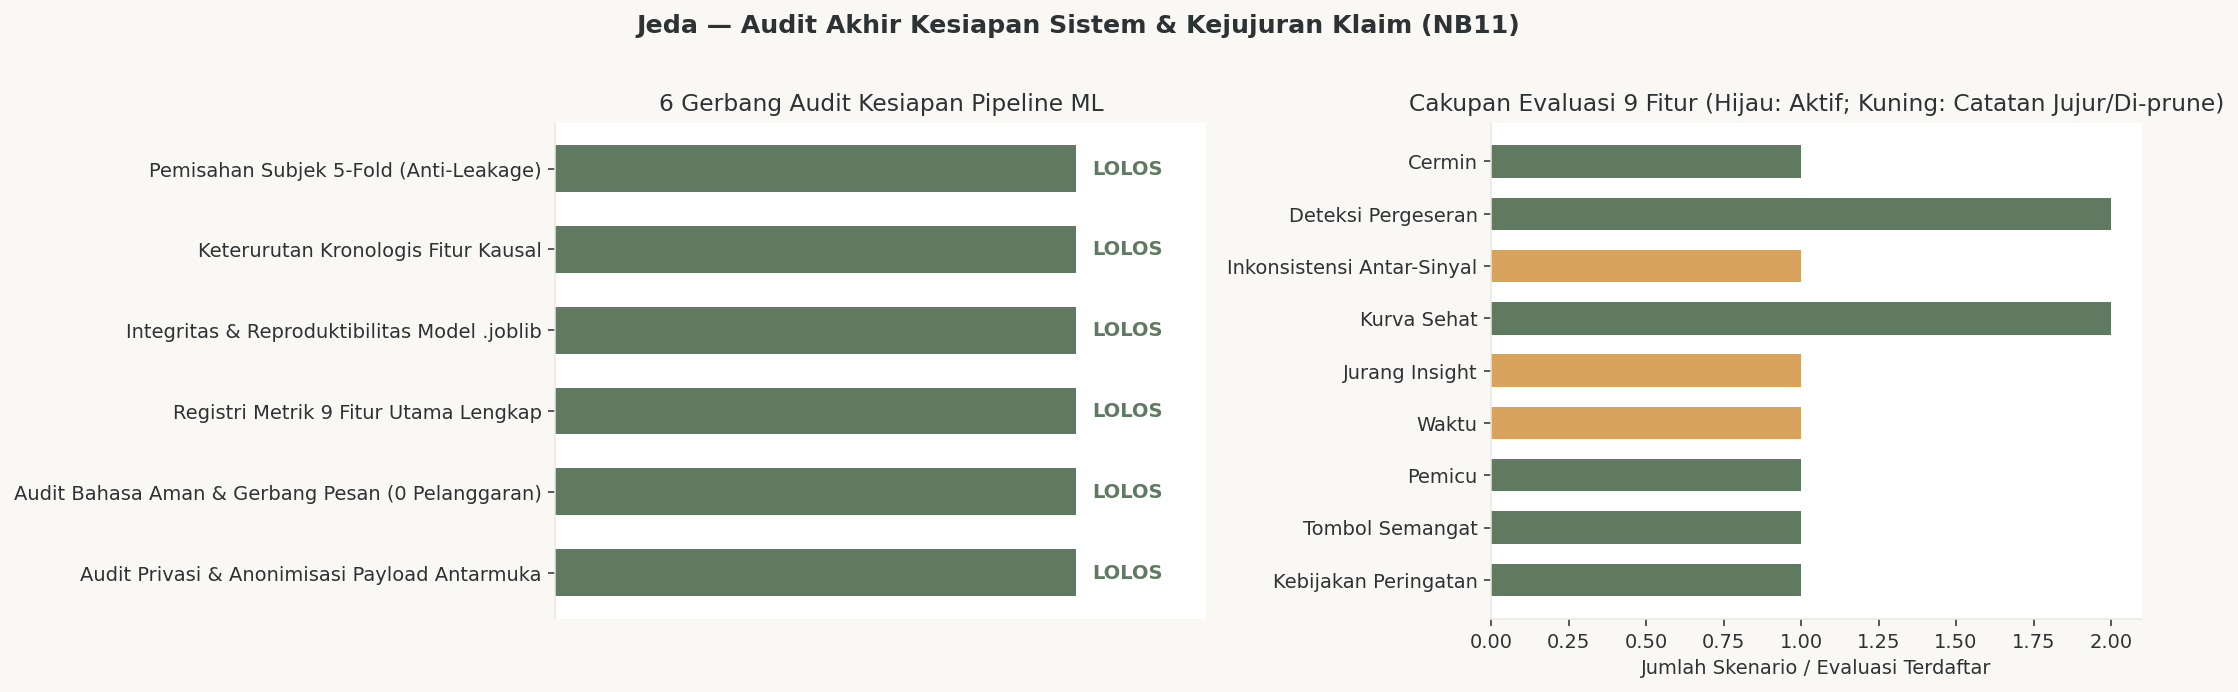 Jeda — Audit Akhir Kesiapan Sistem & Kejujuran Klaim (NB11)
6 Gerbang Audit Kesiapan Pipeline ML
Pemisahan Subjek 5-Fold (Anti-Leakage) LOLOS
Keterurutan Kronologis Fitur Kausal LOLOS
Integritas & Reproduktibilitas Model .joblib LOLOS
Registri Metrik 9 Fitur Utama Lengkap LOLOS
Audit Bahasa Aman & Gerbang Pesan (0 Pelanggaran) LOLOS
Audit Privasi & Anonimisasi Payload Antarmuka LOLOS
Cakupan Evaluasi 9 Fitur (Hijau: Aktif; Kuning: Catatan Jujur/Di-prune)
Cermin
Deteksi Pergeseran
Inkonsistensi Antar-Sinyal
Kurva Sehat
Jurang Insight
Waktu
Pemicu
Tombol Semangat
Kebijakan Peringatan
0.00 0.25 0.50 0.75 1.00 1.25 1.50 1.75 2.00
Jumlah Skenario / Evaluasi Terdaftar